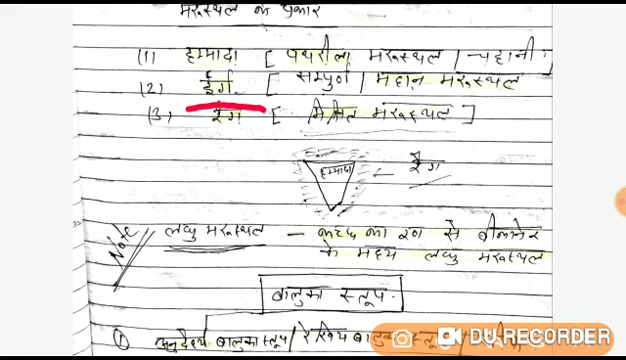 मरूस्थल के प्रकार
(1) हम्मादा [ पथरीला मरूस्थल / चट्टानी ]
(2) ईर्ग [ सम्पूर्ण / महान मरूस्थल
(3) रेग [ मिश्रित मरूस्थल ]
हम्मादा ← रेग
Note लघु मरूस्थल – कच्छ का रण से बीकानेर
के मध्य लघु मरूस्थल
बालुका स्तूप
① अनुदैर्ध्य बालुका स्तूप / रेखिय बालुका स्तूप /
DU RECORDER